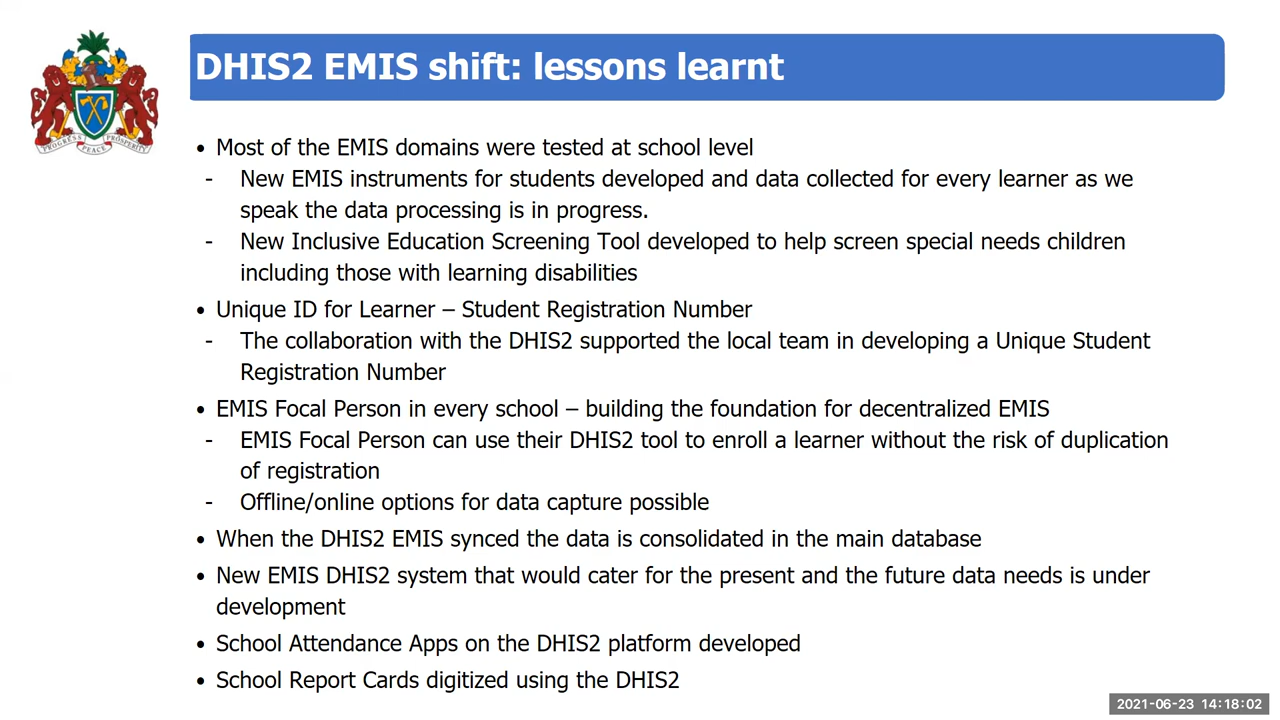 DHIS2 EMIS shift: lessons learnt
PROGRESS PEACE PROSPERITY
• Most of the EMIS domains were tested at school level
- New EMIS instruments for students developed and data collected for every learner as we
speak the data processing is in progress.
- New Inclusive Education Screening Tool developed to help screen special needs children
including those with learning disabilities
• Unique ID for Learner – Student Registration Number
- The collaboration with the DHIS2 supported the local team in developing a Unique Student
Registration Number
• EMIS Focal Person in every school – building the foundation for decentralized EMIS
- EMIS Focal Person can use their DHIS2 tool to enroll a learner without the risk of duplication
of registration
- Offline/online options for data capture possible
• When the DHIS2 EMIS synced the data is consolidated in the main database
• New EMIS DHIS2 system that would cater for the present and the future data needs is under
development
• School Attendance Apps on the DHIS2 platform developed
• School Report Cards digitized using the DHIS2
2021-06-23 14:18:02